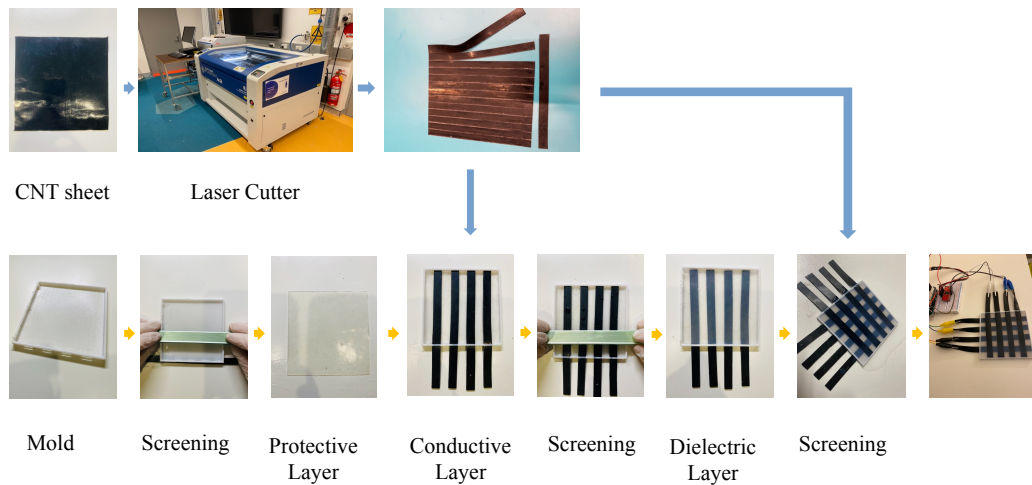 CNT sheet
Laser Cutter
Mold
Screening
Protective
Layer
Conductive
Layer
Screening
Dielectric
Layer
Screening